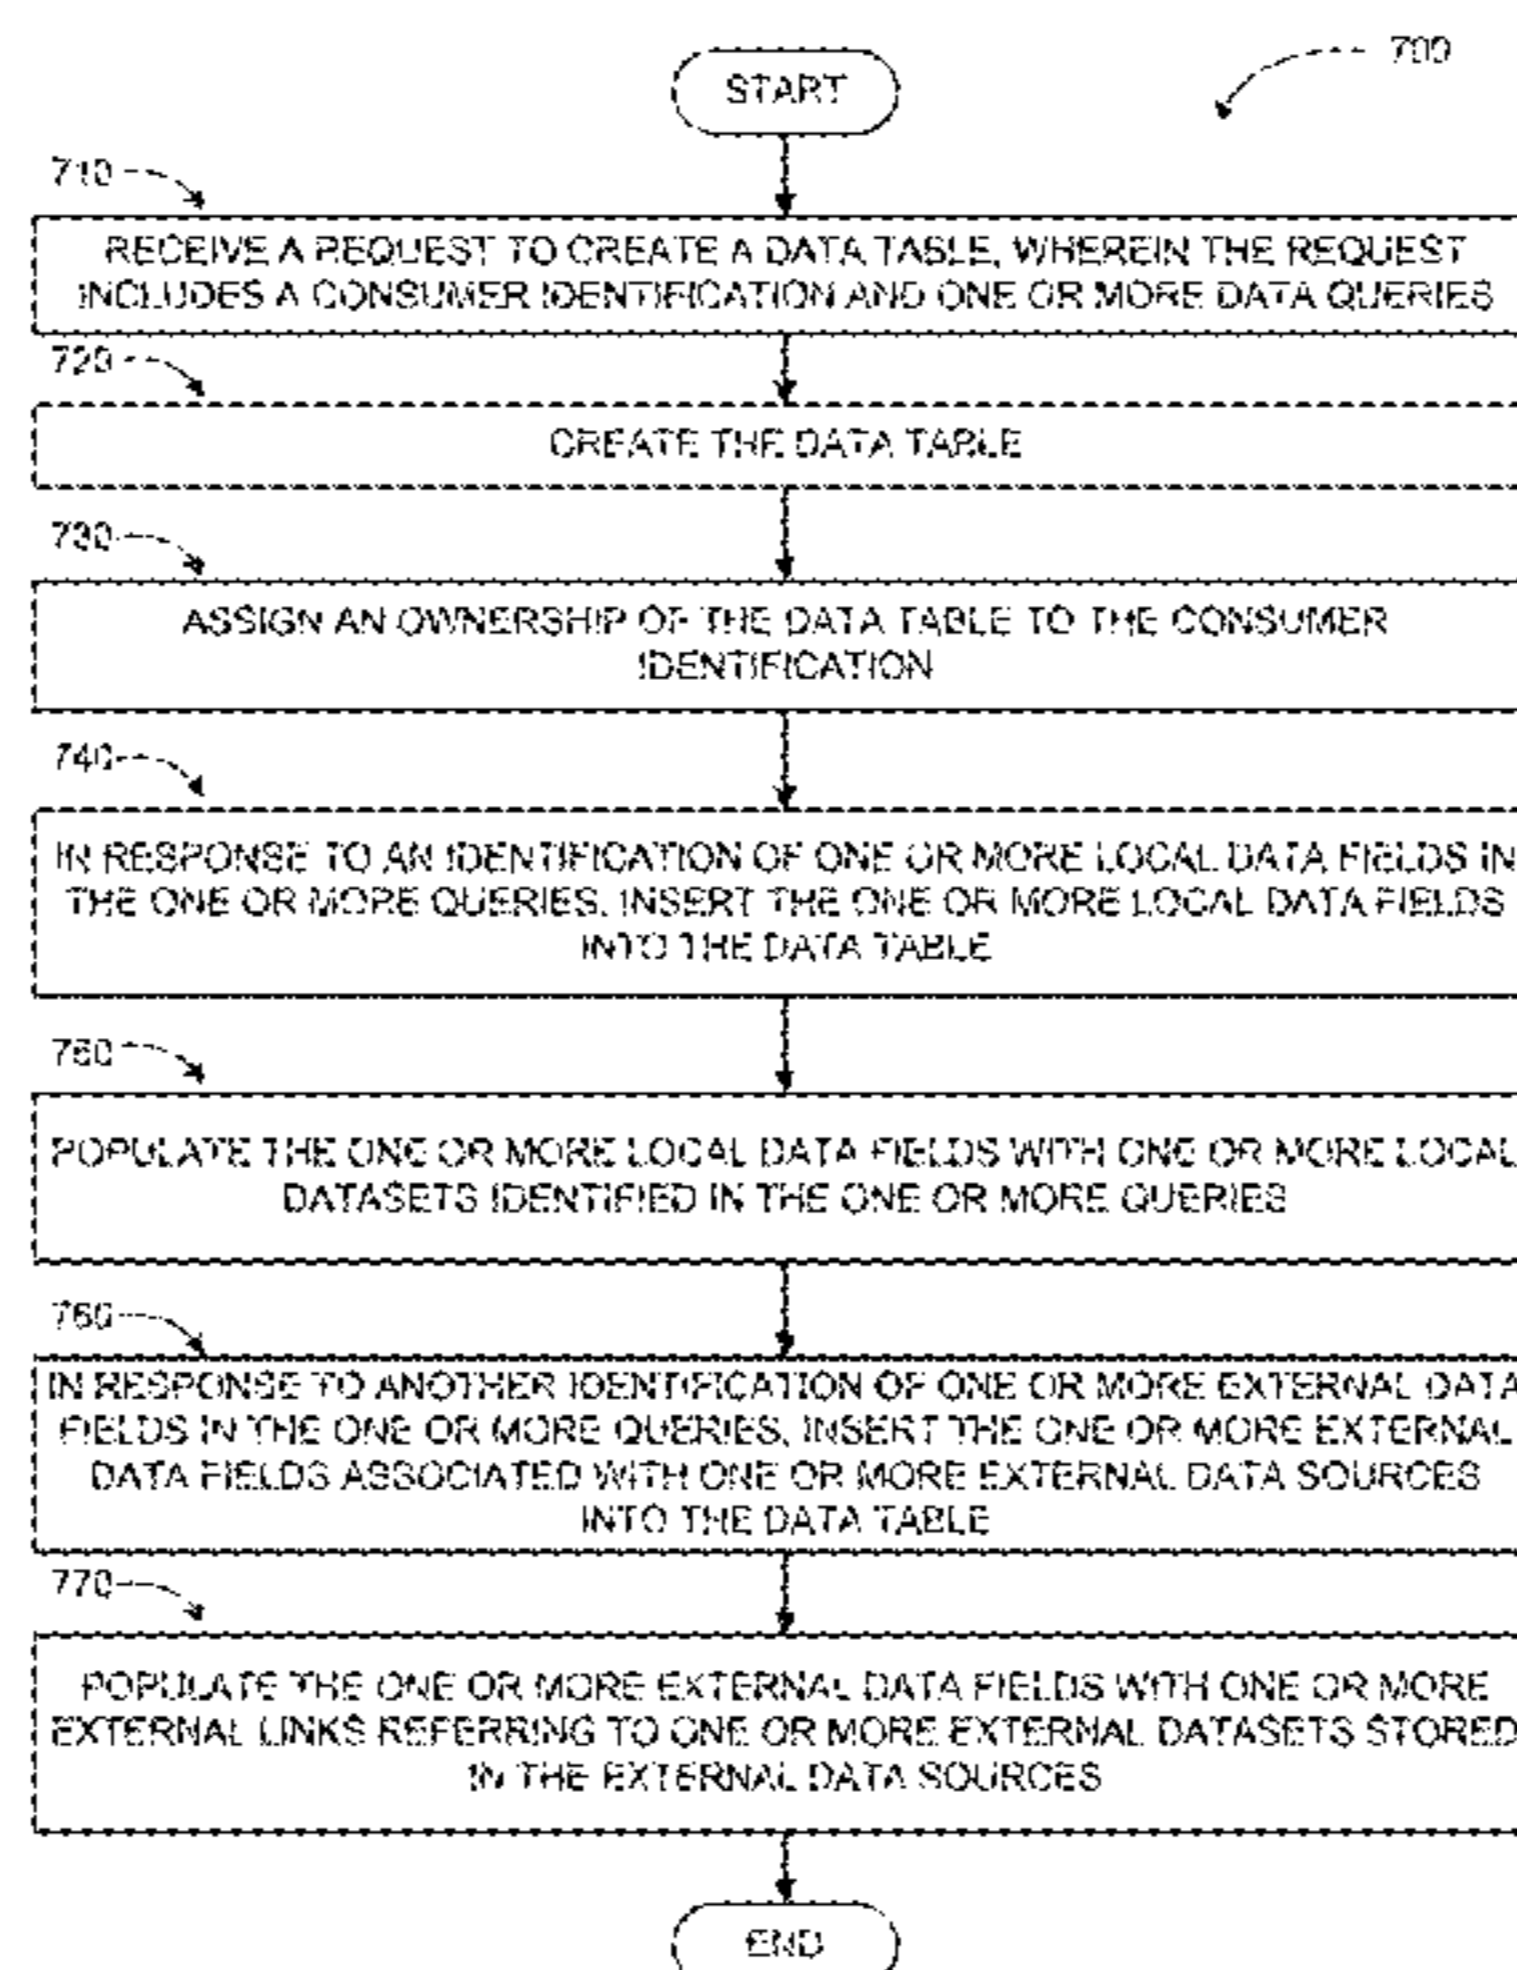 START
700
710
RECEIVE A REQUEST TO CREATE A DATA TABLE, WHEREIN THE REQUEST
INCLUDES A CONSUMER IDENTIFICATION AND ONE OR MORE DATA QUERIES
720
CREATE THE DATA TABLE
730
ASSIGN AN OWNERSHIP OF THE DATA TABLE TO THE CONSUMER
IDENTIFICATION
740
IN RESPONSE TO AN IDENTIFICATION OF ONE OR MORE LOCAL DATA FIELDS IN
THE ONE OR MORE QUERIES, INSERT THE ONE OR MORE LOCAL DATA FIELDS
INTO THE DATA TABLE
750
POPULATE THE ONE OR MORE LOCAL DATA FIELDS WITH ONE OR MORE LOCAL
DATASETS IDENTIFIED IN THE ONE OR MORE QUERIES
760
IN RESPONSE TO ANOTHER IDENTIFICATION OF ONE OR MORE EXTERNAL DATA
FIELDS IN THE ONE OR MORE QUERIES, INSERT THE ONE OR MORE EXTERNAL
DATA FIELDS ASSOCIATED WITH ONE OR MORE EXTERNAL DATA SOURCES
INTO THE DATA TABLE
770
POPULATE THE ONE OR MORE EXTERNAL DATA FIELDS WITH ONE OR MORE
EXTERNAL LINKS REFERRING TO ONE OR MORE EXTERNAL DATASETS STORED
IN THE EXTERNAL DATA SOURCES
END